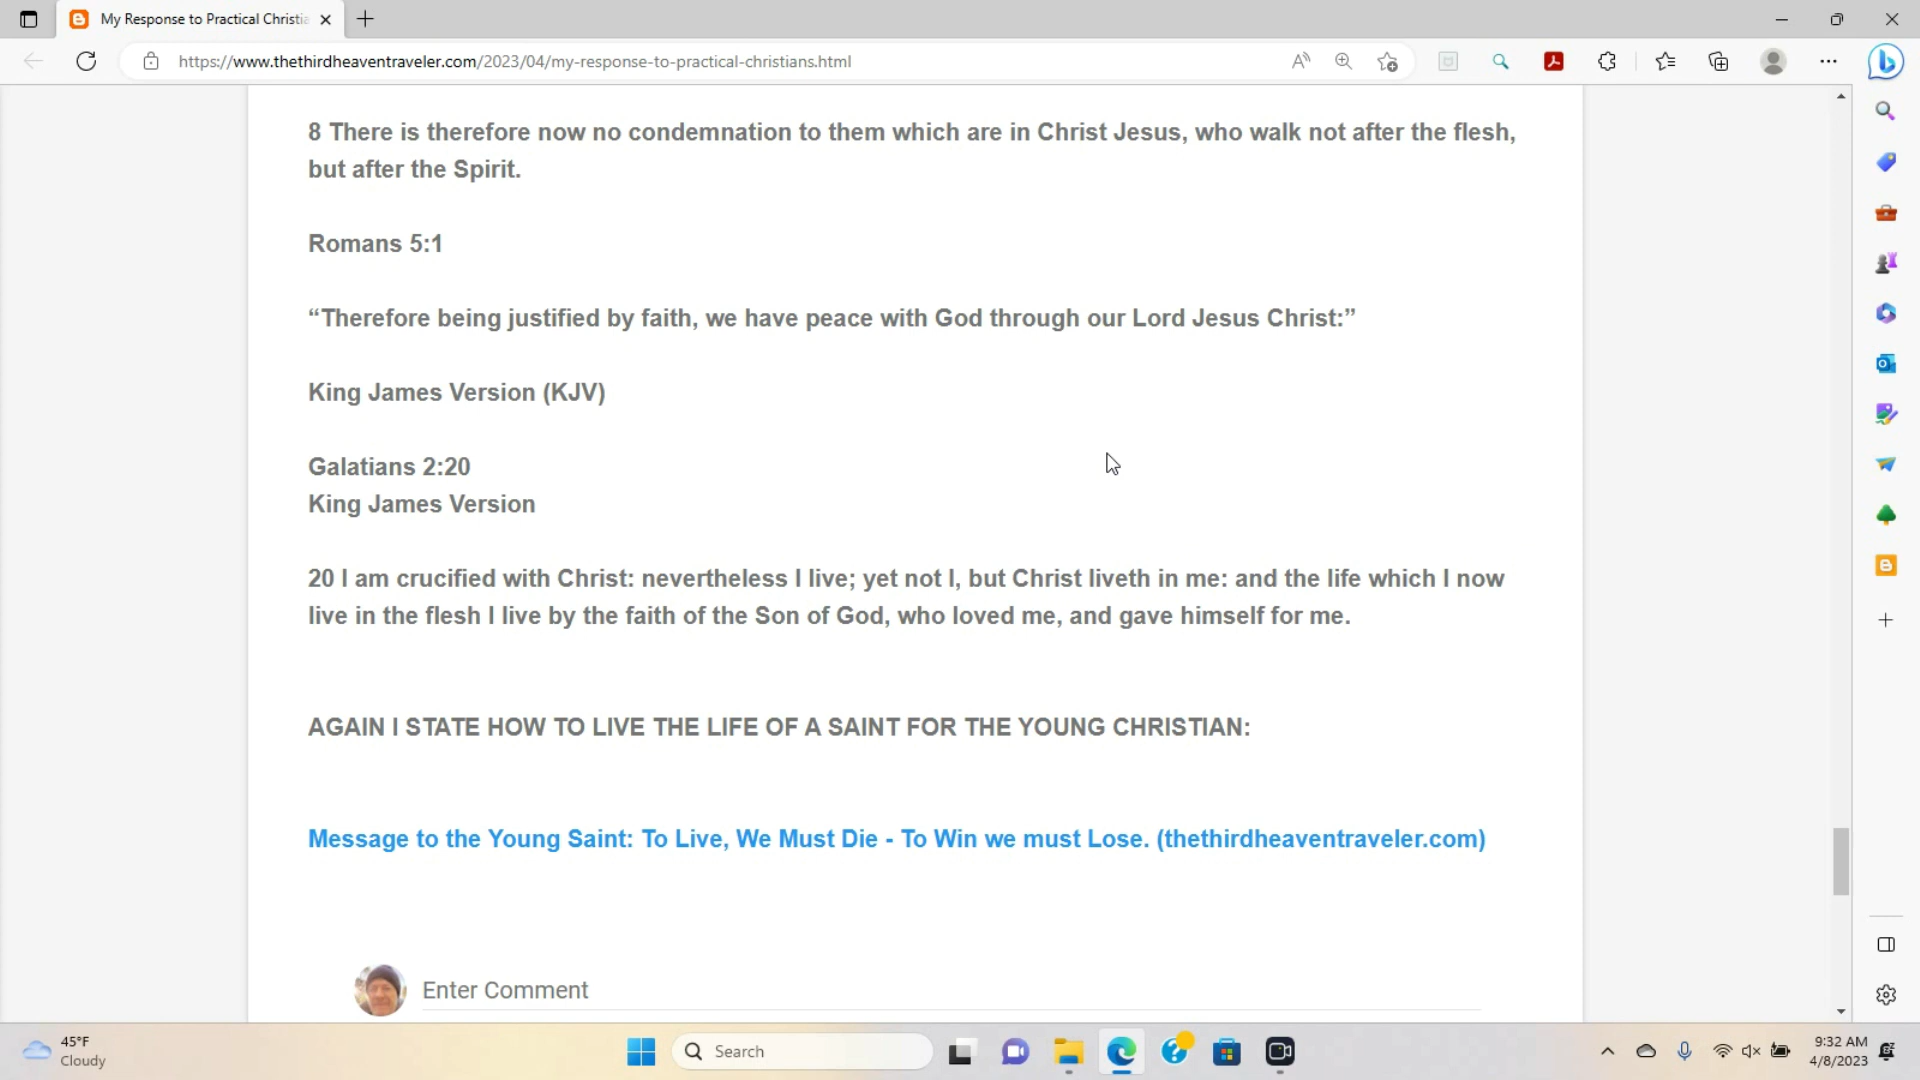 My Response to Practical Christia
https://www.thethirdheaventraveler.com/2023/04/my-response-to-practical-christians.html
8 There is therefore now no condemnation to them which are in Christ Jesus, who walk not after the flesh,
but after the Spirit.
Romans 5:1
“Therefore being justified by faith, we have peace with God through our Lord Jesus Christ:”
King James Version (KJV)
Galatians 2:20
King James Version
20 I am crucified with Christ: nevertheless I live; yet not I, but Christ liveth in me: and the life which I now
live in the flesh I live by the faith of the Son of God, who loved me, and gave himself for me.
AGAIN I STATE HOW TO LIVE THE LIFE OF A SAINT FOR THE YOUNG CHRISTIAN:
Message to the Young Saint: To Live, We Must Die - To Win we must Lose. (thethirdheaventraveler.com)
Enter Comment
45°F
Cloudy
Search
9:32 AM
4/8/2023